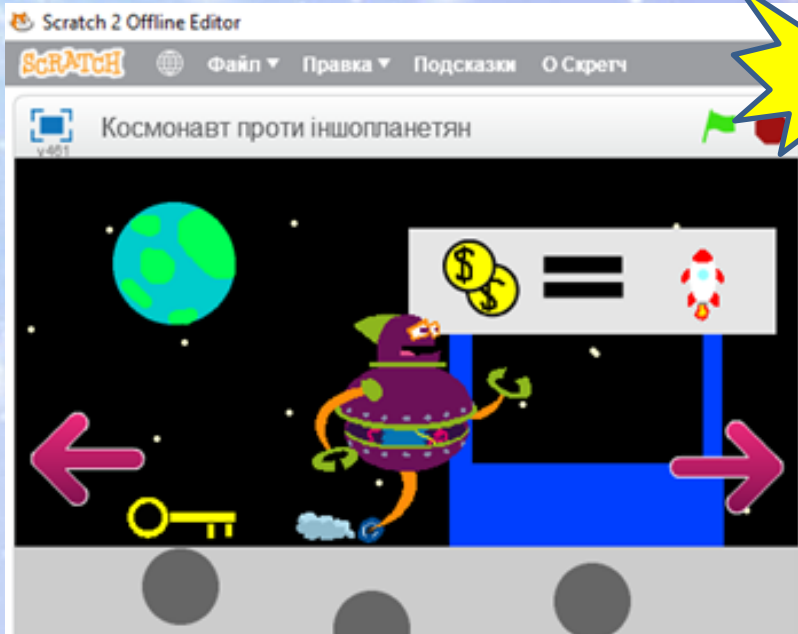 Scratch 2 Offline Editor
SCRATCH Файл Правка Подсказки О Скретч
Космонавт проти іншопланетян
v461
$ $ =